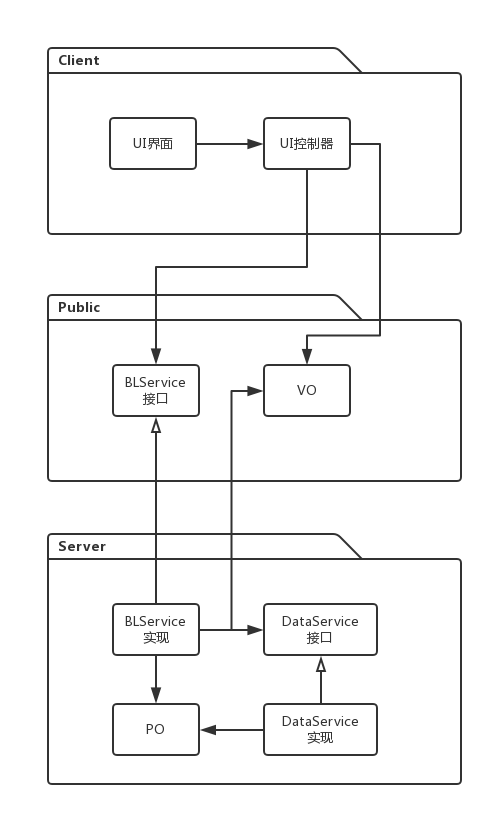 Client
UI界面
UI控制器
Public
BLService
接口
VO
Server
BLService
实现
DataService
接口
PO
DataService
实现